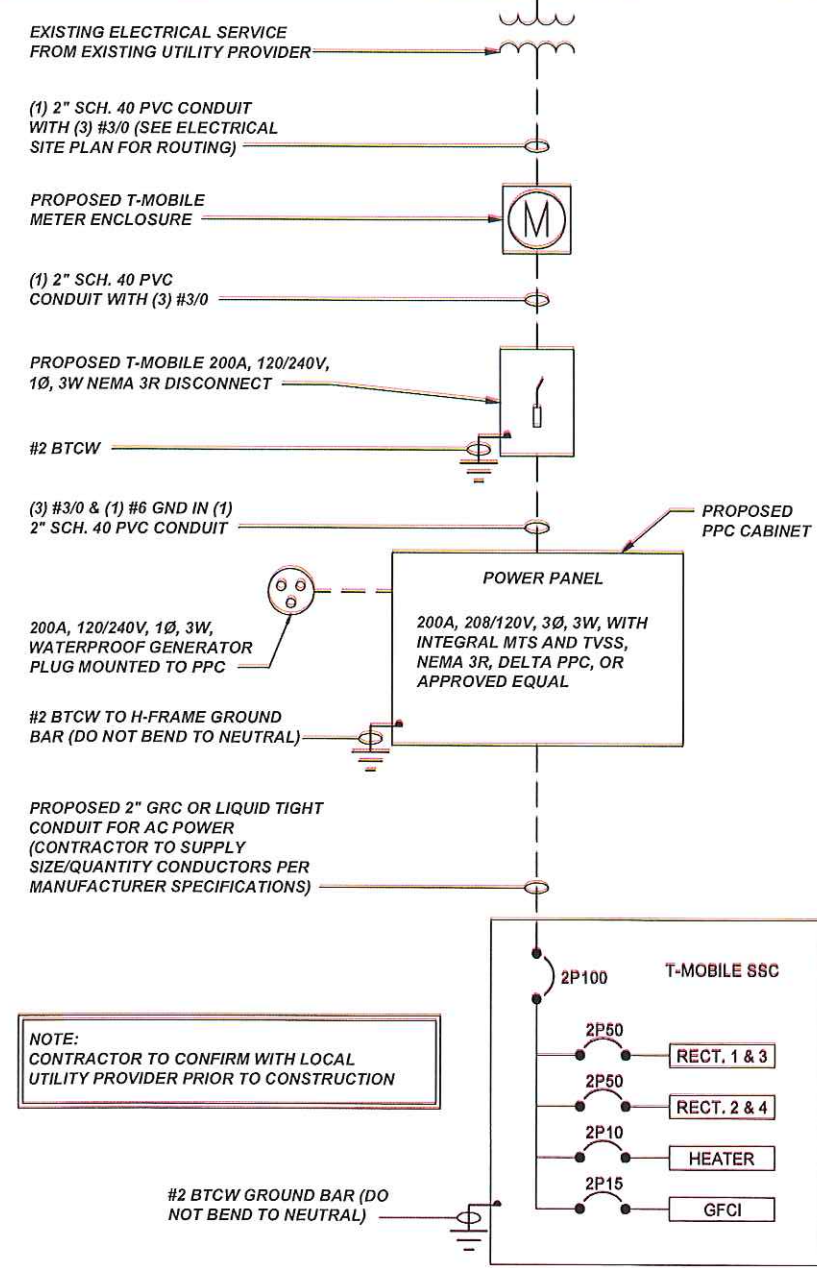 EXISTING ELECTRICAL SERVICE
FROM EXISTING UTILITY PROVIDER
(1) 2" SCH. 40 PVC CONDUIT
WITH (3) #3/0 (SEE ELECTRICAL
SITE PLAN FOR ROUTING)
PROPOSED T-MOBILE
METER ENCLOSURE
M
(1) 2" SCH. 40 PVC
CONDUIT WITH (3) #3/0
PROPOSED T-MOBILE 200A, 120/240V,
1Ø, 3W NEMA 3R DISCONNECT
#2 BTCW
(3) #3/0 & (1) #6 GND IN (1)
2" SCH. 40 PVC CONDUIT
PROPOSED
PPC CABINET
POWER PANEL
200A, 208/120V, 3Ø, 3W, WITH
INTEGRAL MTS AND TVSS,
NEMA 3R, DELTA PPC, OR
APPROVED EQUAL
200A, 120/240V, 1Ø, 3W,
WATERPROOF GENERATOR
PLUG MOUNTED TO PPC
#2 BTCW TO H-FRAME GROUND
BAR (DO NOT BEND TO NEUTRAL)
PROPOSED 2" GRC OR LIQUID TIGHT
CONDUIT FOR AC POWER
(CONTRACTOR TO SUPPLY
SIZE/QUANTITY CONDUCTORS PER
MANUFACTURER SPECIFICATIONS)
2P100
T-MOBILE SSC
2P50
RECT. 1 & 3
2P50
RECT. 2 & 4
2P10
HEATER
2P15
GFCI
NOTE:
CONTRACTOR TO CONFIRM WITH LOCAL
UTILITY PROVIDER PRIOR TO CONSTRUCTION
#2 BTCW GROUND BAR (DO
NOT BEND TO NEUTRAL)